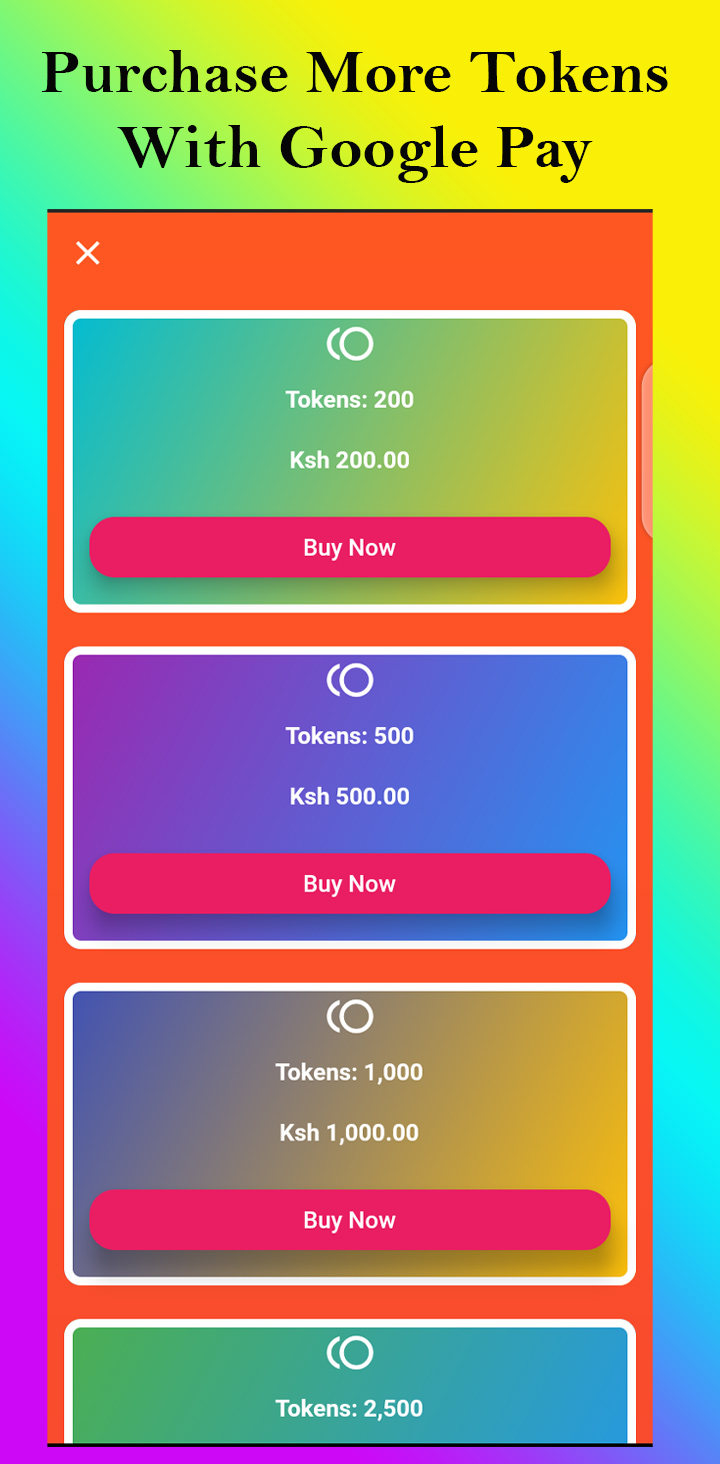 Purchase More Tokens
With Google Pay
Tokens: 200
Ksh 200.00
Buy Now
Tokens: 500
Ksh 500.00
Buy Now
Tokens: 1,000
Ksh 1,000.00
Buy Now
Tokens: 2,500